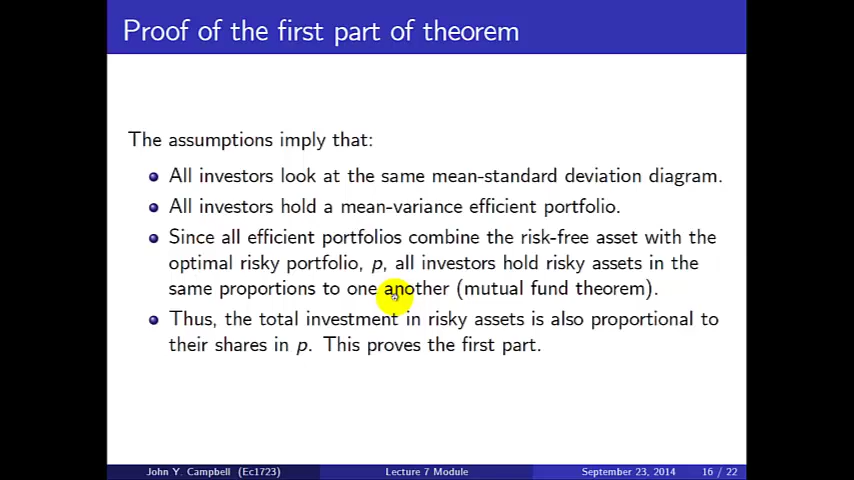 Proof of the first part of theorem
The assumptions imply that:
All investors look at the same mean-standard deviation diagram.
All investors hold a mean-variance efficient portfolio.
Since all efficient portfolios combine the risk-free asset with the
optimal risky portfolio, p, all investors hold risky assets in the
same proportions to one another (mutual fund theorem).
Thus, the total investment in risky assets is also proportional to
their shares in p. This proves the first part.
John Y. Campbell (Ec1723) Lecture 7 Module September 23, 2014 16 / 22